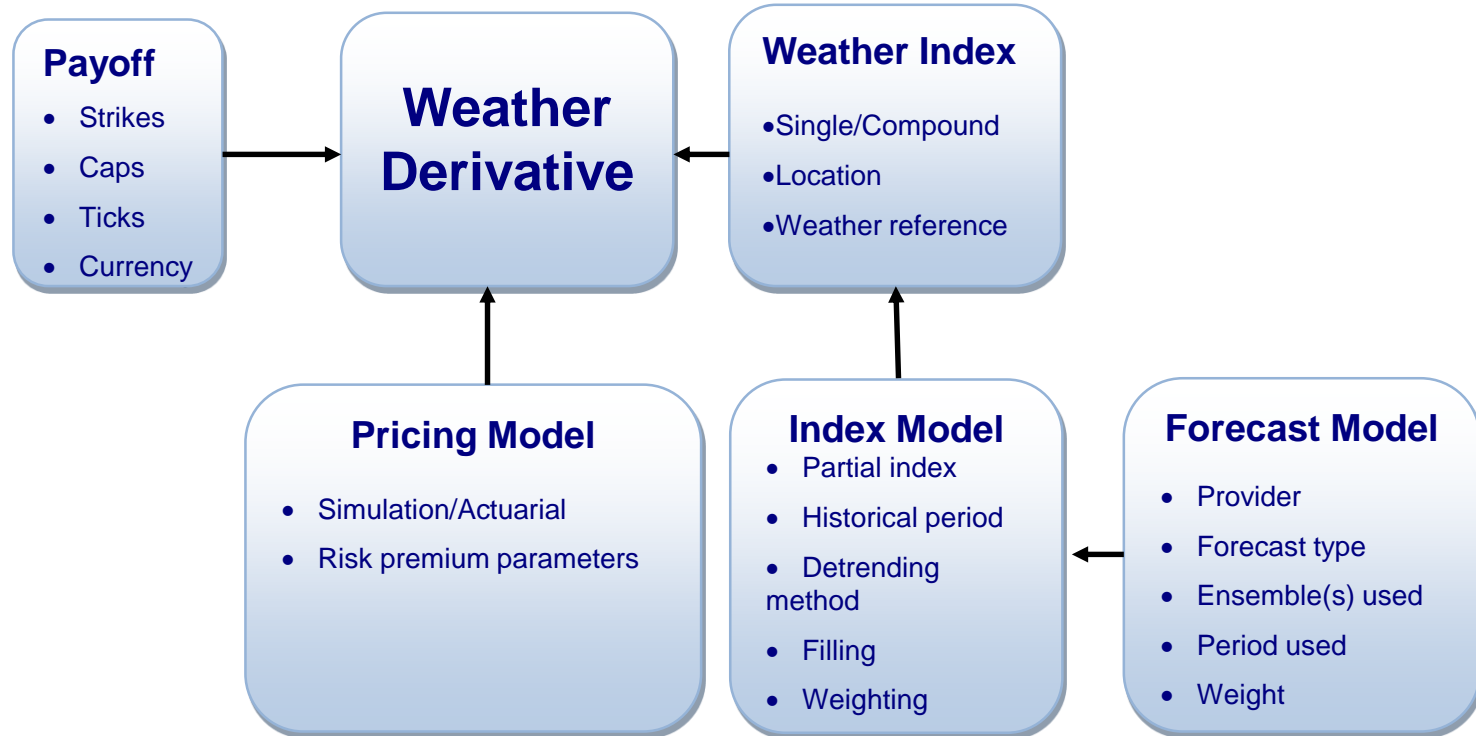 Payoff
• Strikes
• Caps
• Ticks
• Currency
Weather
Derivative
Weather Index
•Single/Compound
•Location
•Weather reference
Pricing Model
• Simulation/Actuarial
• Risk premium parameters
Index Model
• Partial index
• Historical period
• Detrending
method
• Filling
• Weighting
Forecast Model
• Provider
• Forecast type
• Ensemble(s) used
• Period used
• Weight